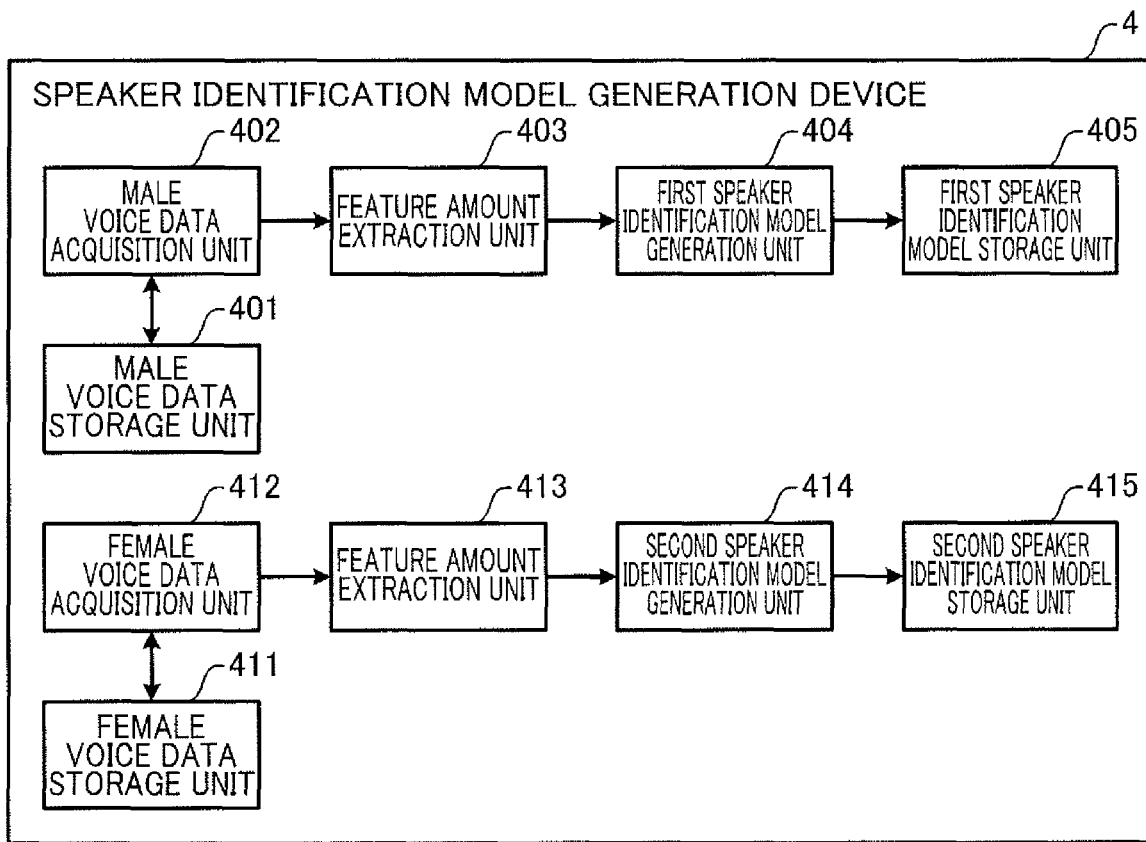 4
SPEAKER IDENTIFICATION MODEL GENERATION DEVICE
402
MALE
VOICE DATA
ACQUISITION UNIT
403
FEATURE AMOUNT
EXTRACTION UNIT
404
FIRST SPEAKER
IDENTIFICATION MODEL
GENERATION UNIT
405
FIRST SPEAKER
IDENTIFICATION
MODEL STORAGE UNIT
401
MALE
VOICE DATA
STORAGE UNIT
412
FEMALE
VOICE DATA
ACQUISITION UNIT
413
FEATURE AMOUNT
EXTRACTION UNIT
414
SECOND SPEAKER
IDENTIFICATION MODEL
GENERATION UNIT
415
SECOND SPEAKER
IDENTIFICATION MODEL
STORAGE UNIT
411
FEMALE
VOICE DATA
STORAGE UNIT